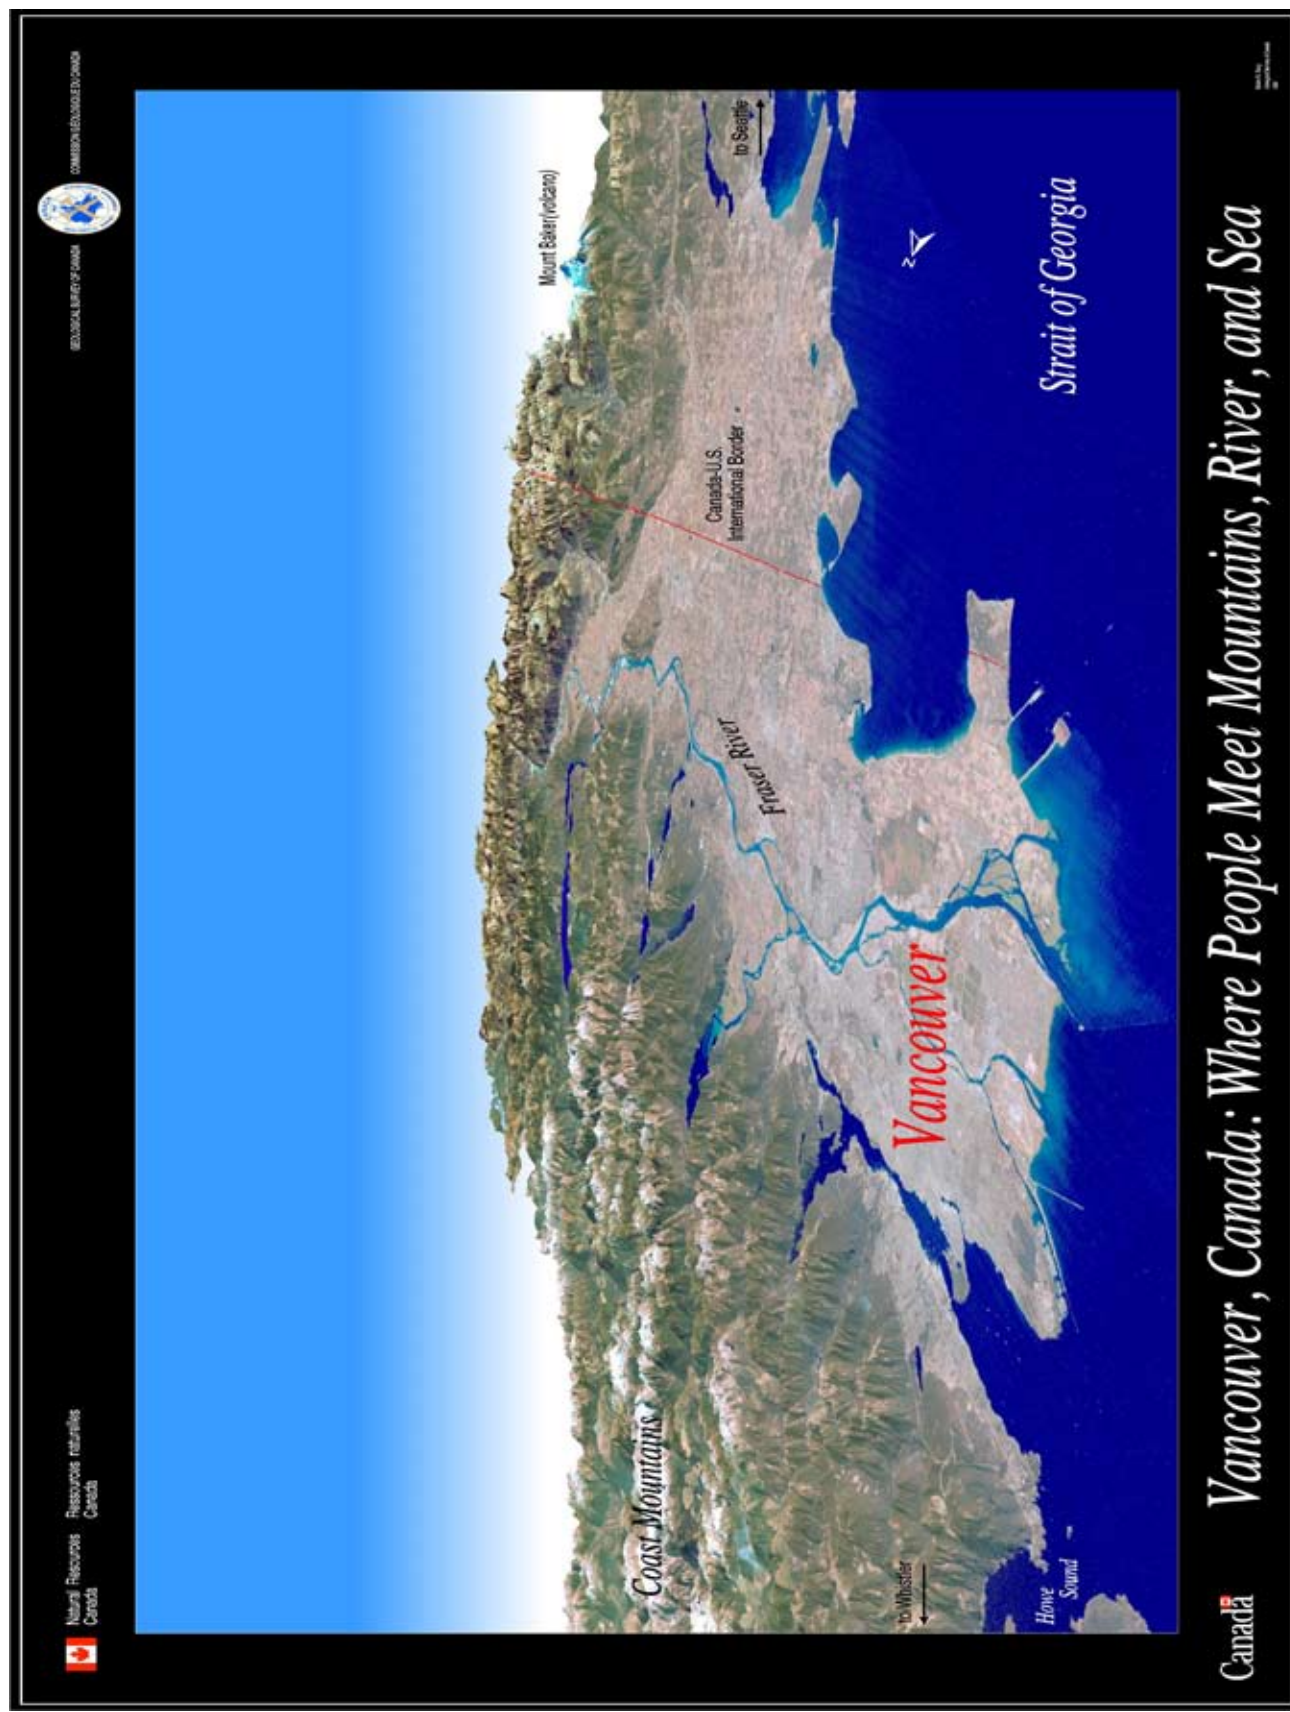 Natural Resources
Canada
Ressources naturelles
Canada
GEOLOGICAL SURVEY OF CANADA
COMMISSION GÉOLOGIQUE DU CANADA
Mount Baker(volcano)
to Seattle
Coast Mountains
Canada-U.S.
International Border
Fraser River
Vancouver
to Whistler
N
Howe
Sound
Strait of Georgia
Canada
Vancouver, Canada: Where People Meet Mountains, River, and Sea